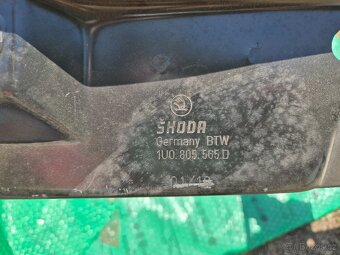 ŠKODA
Germany BTW
1U0.805.565.D